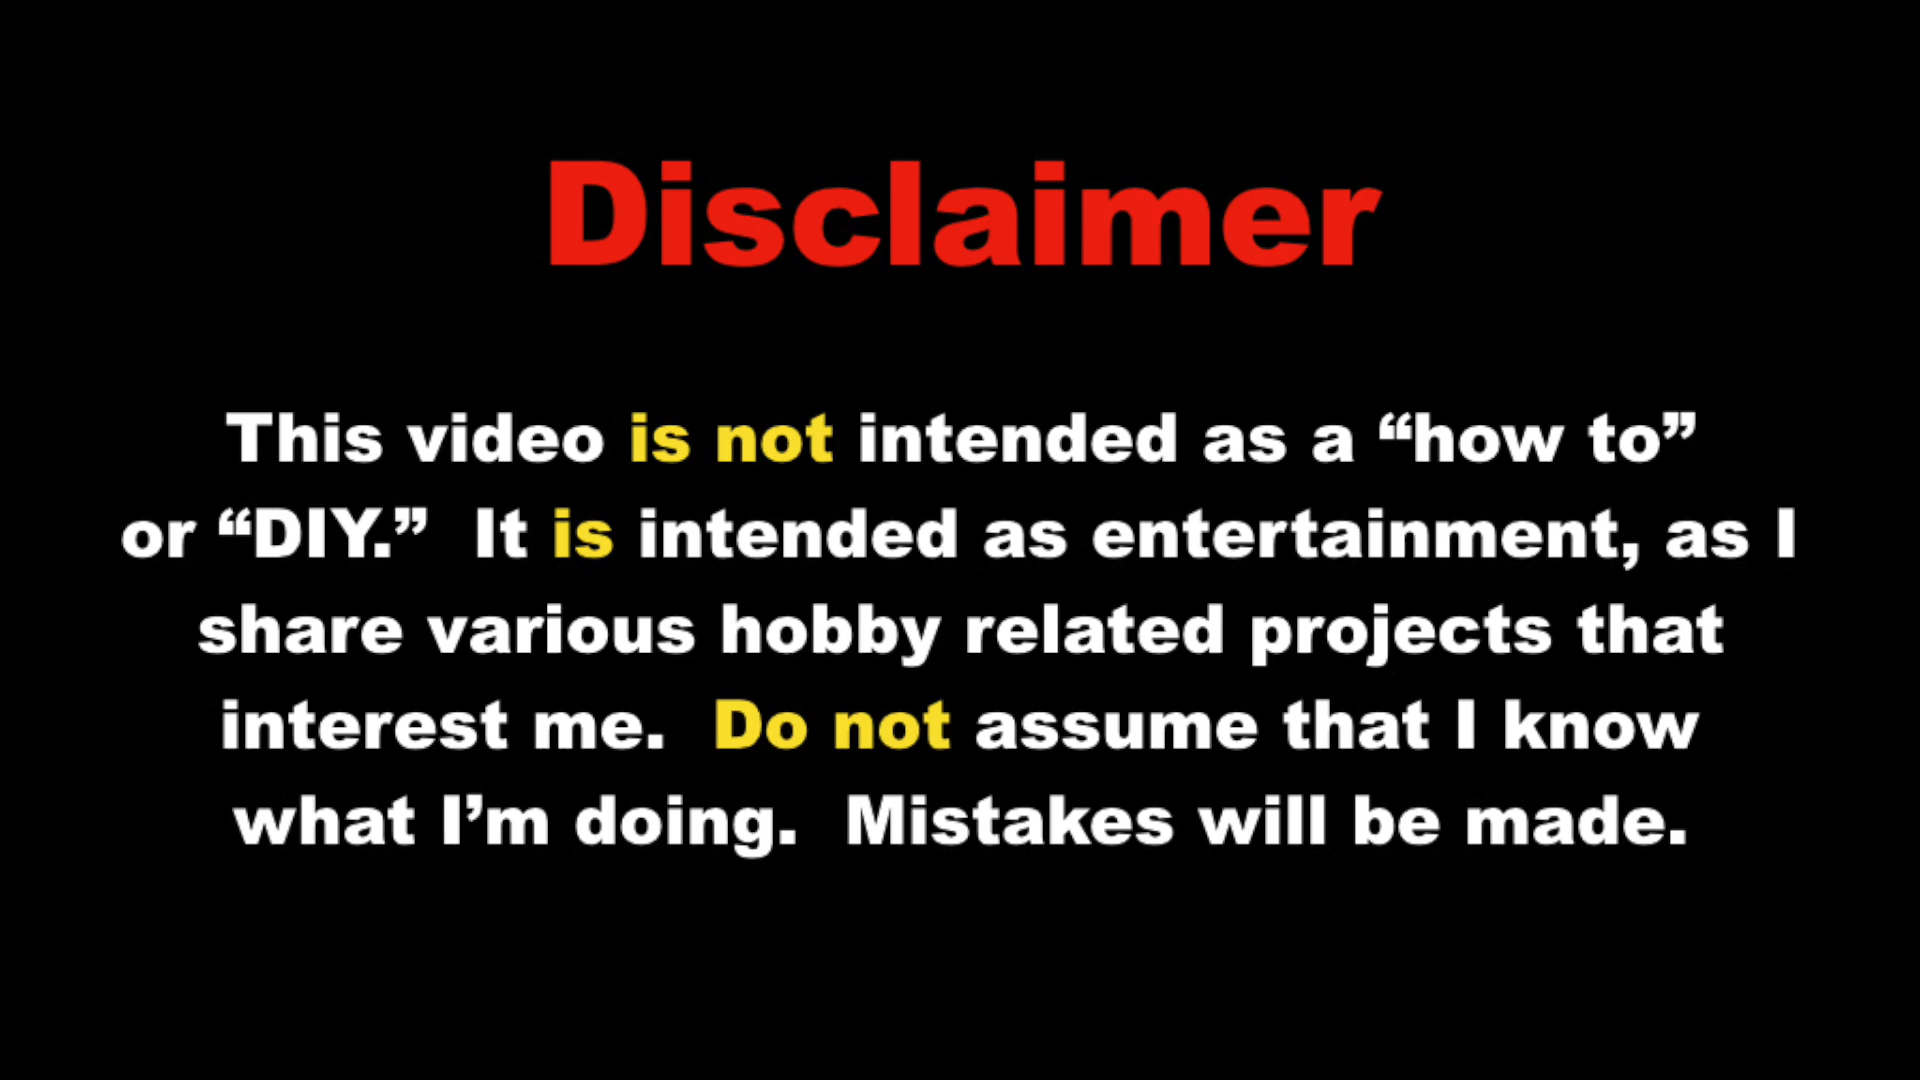 Disclaimer
This video is not intended as a “how to”
or “DIY.”  It is intended as entertainment, as I
share various hobby related projects that
interest me.  Do not assume that I know
what I’m doing.  Mistakes will be made.